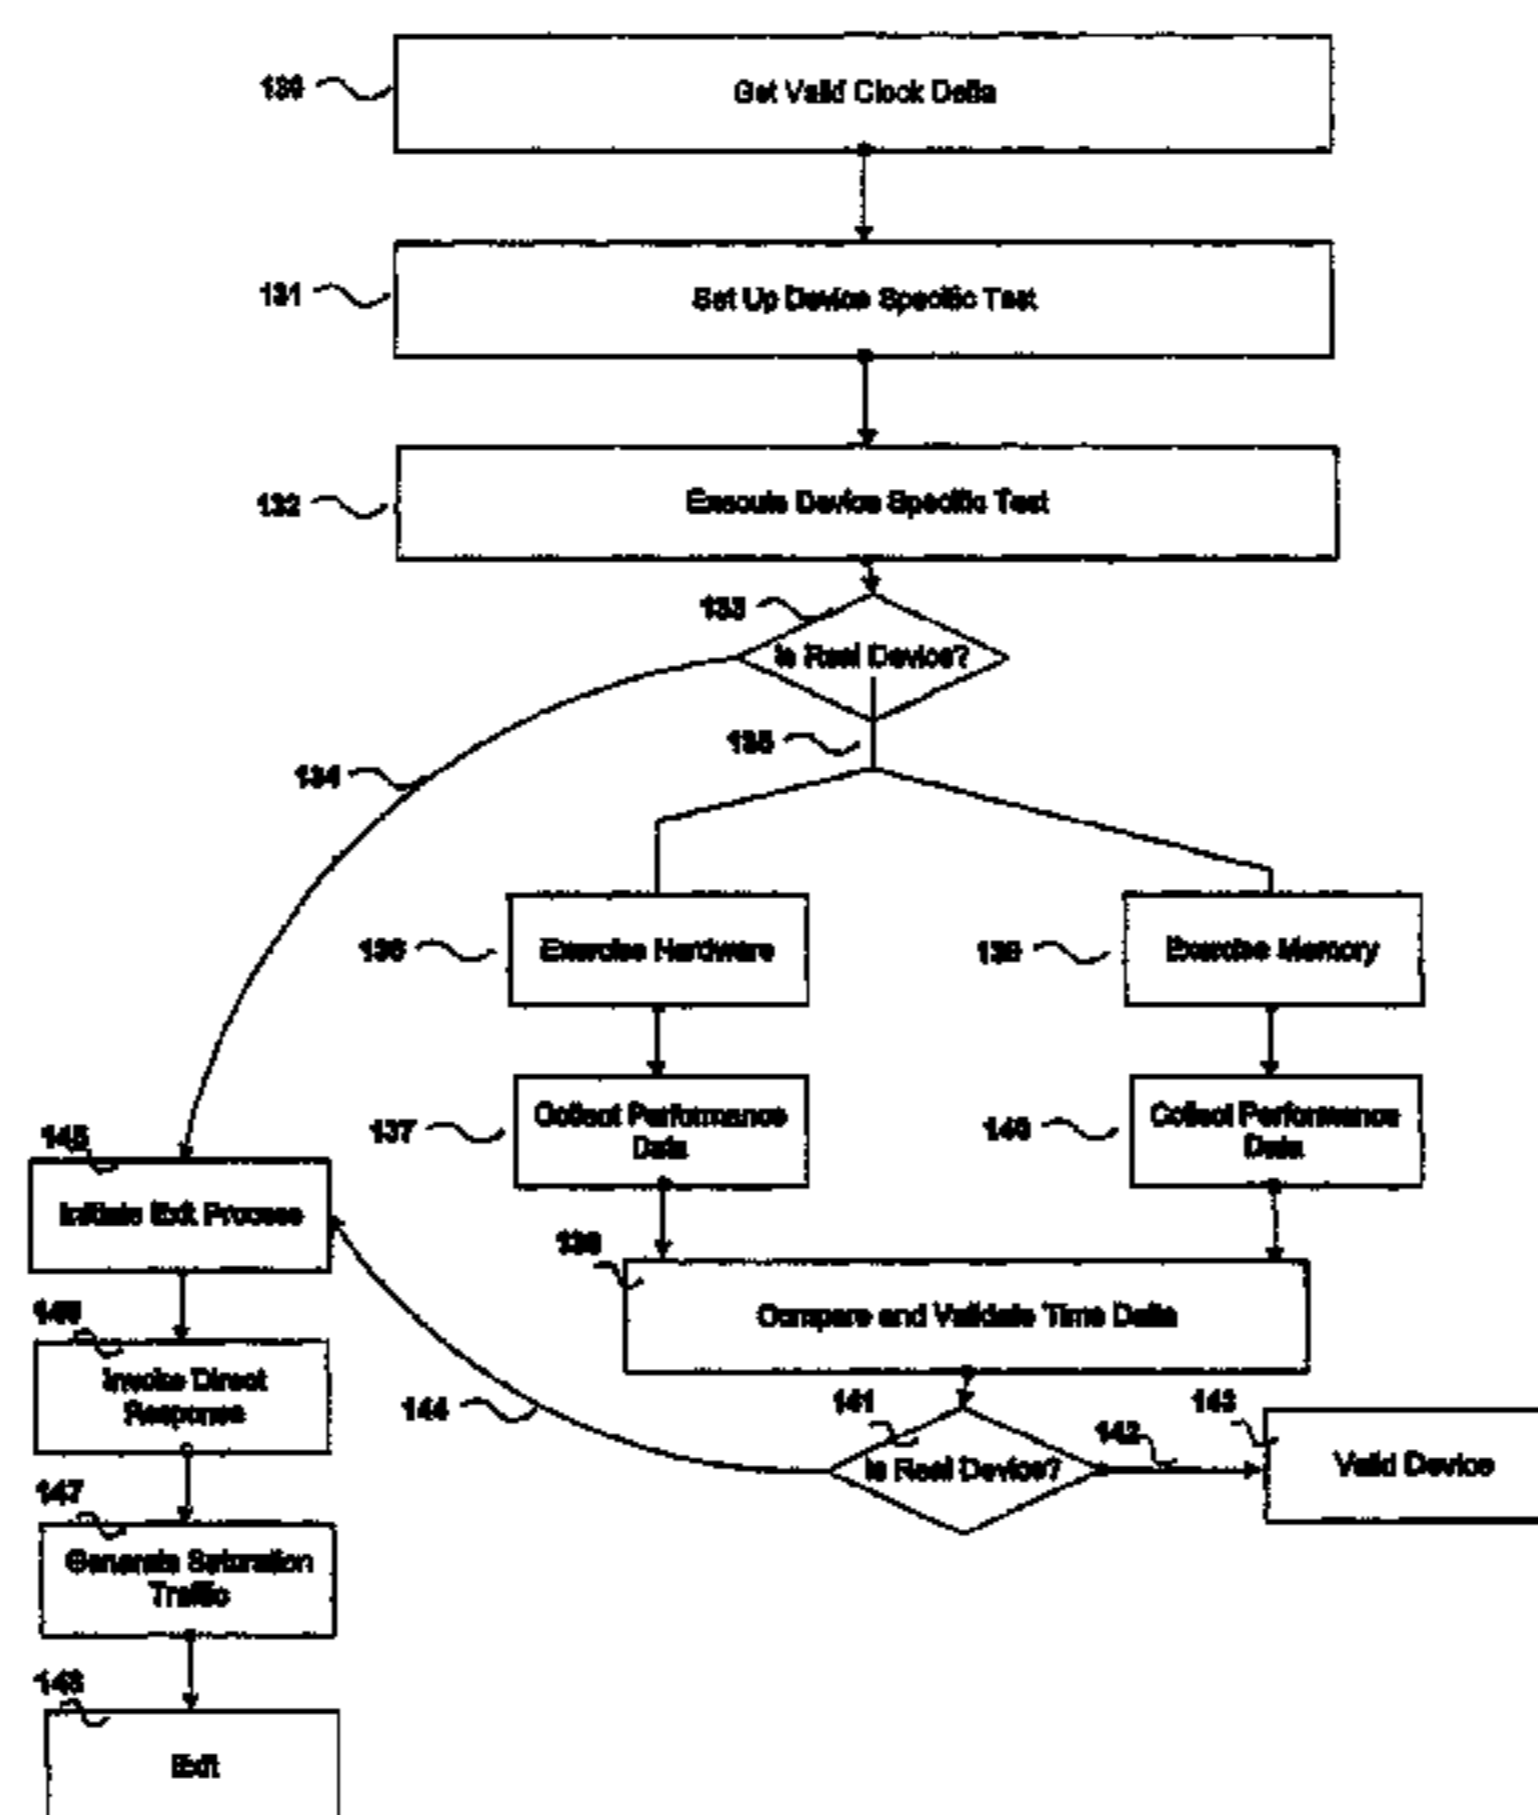 130
Get Valid Clock Delta
131
Set Up Device Specific Test
132
Execute Device Specific Test
133
Is Real Device?
134
135
136
Exercise Hardware
139
Exercise Memory
137
Collect Performance
Data
140
Collect Performance
Data
145
Initiate Exit Process
138
Compare and Validate Time Delta
146
Invoke Direct
Response
144
141
Is Real Device?
142
143
Valid Device
147
Generate Saturation
Traffic
148
Exit